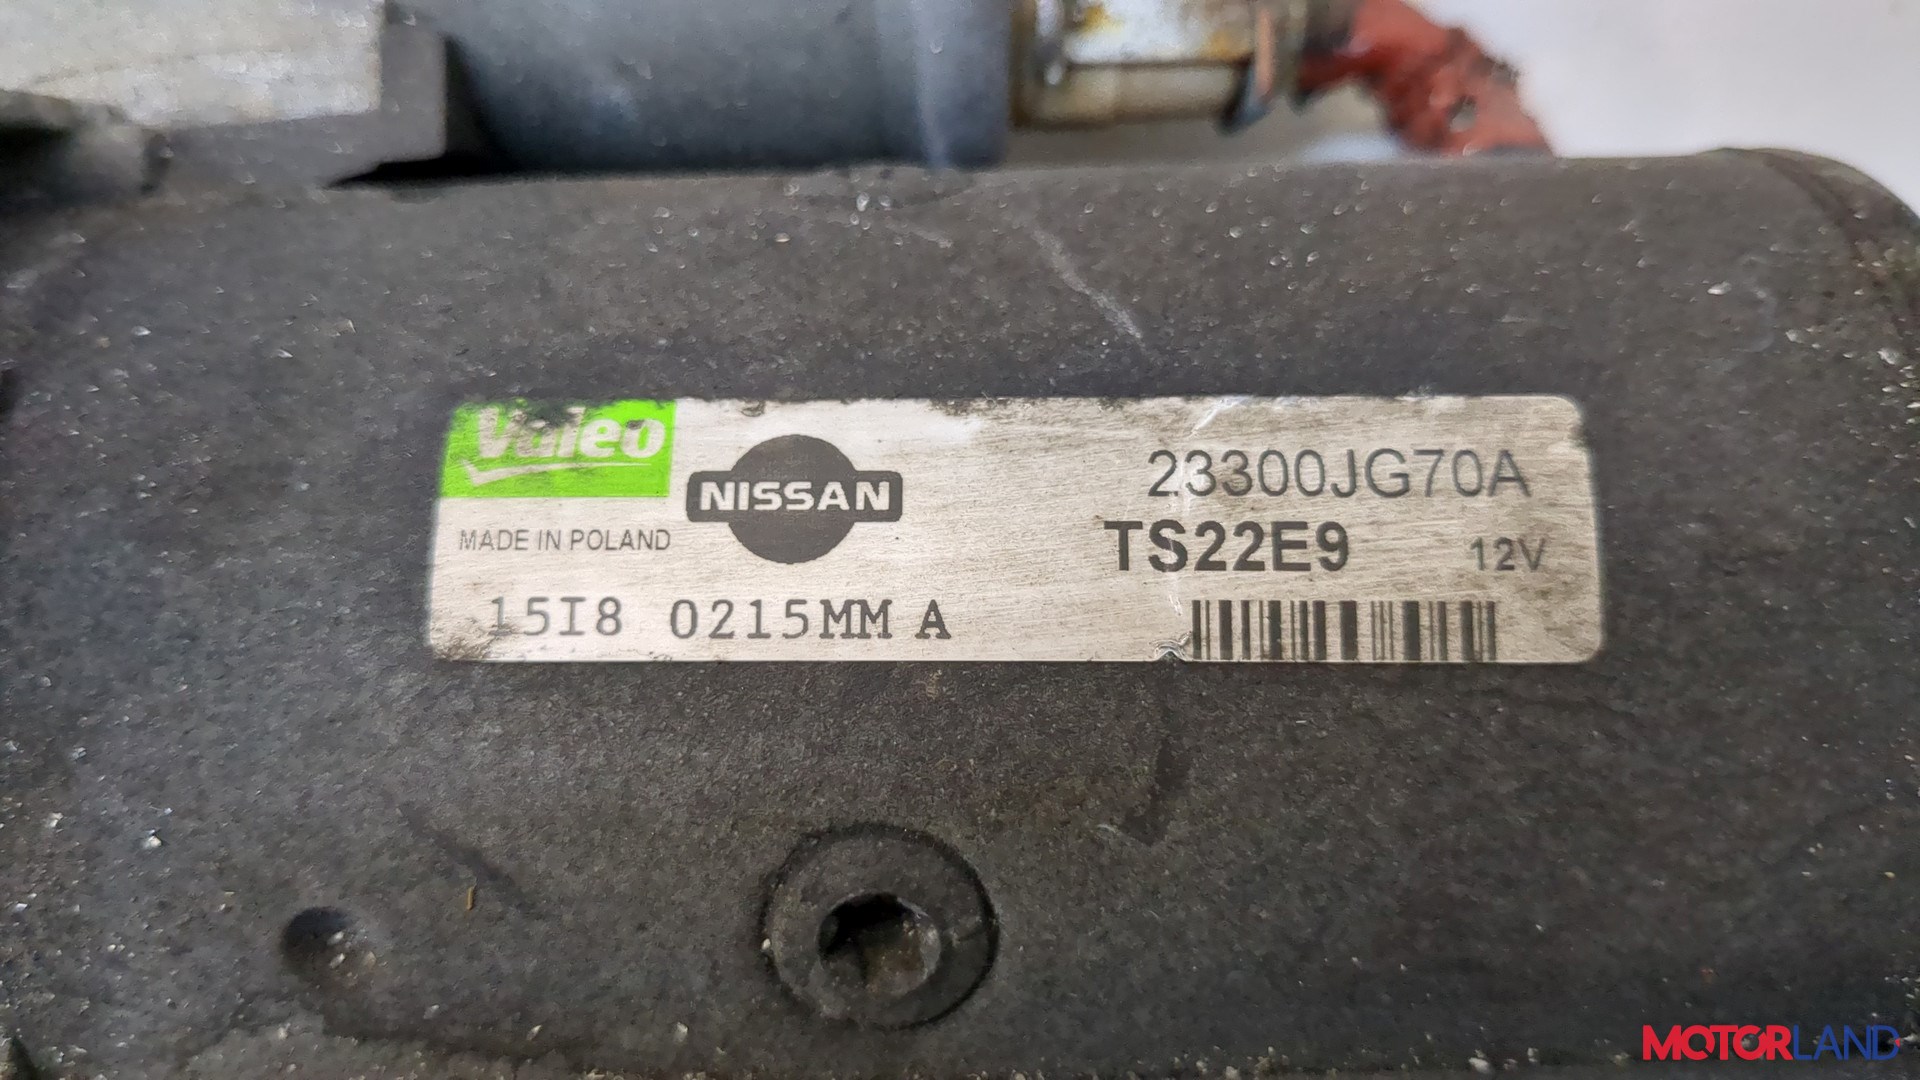 Valeo
NISSAN
23300JG70A
MADE IN POLAND
TS22E9 12V
15I8 0215MM A
MOTORLAND